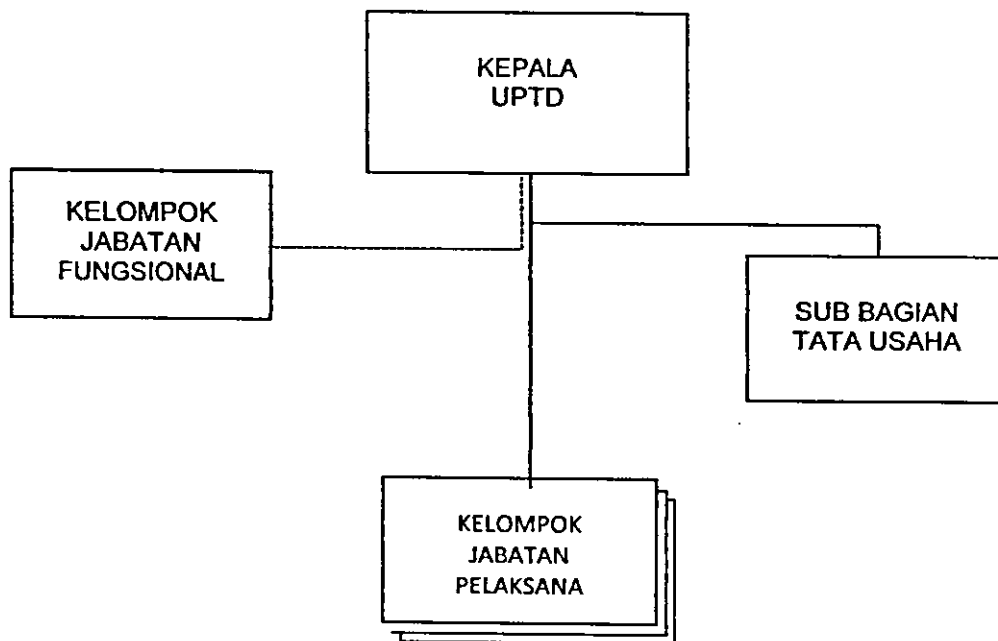 KEPALA
UPTD
KELOMPOK
JABATAN
FUNGSIONAL
SUB BAGIAN
TATA USAHA
KELOMPOK
JABATAN
PELAKSANA